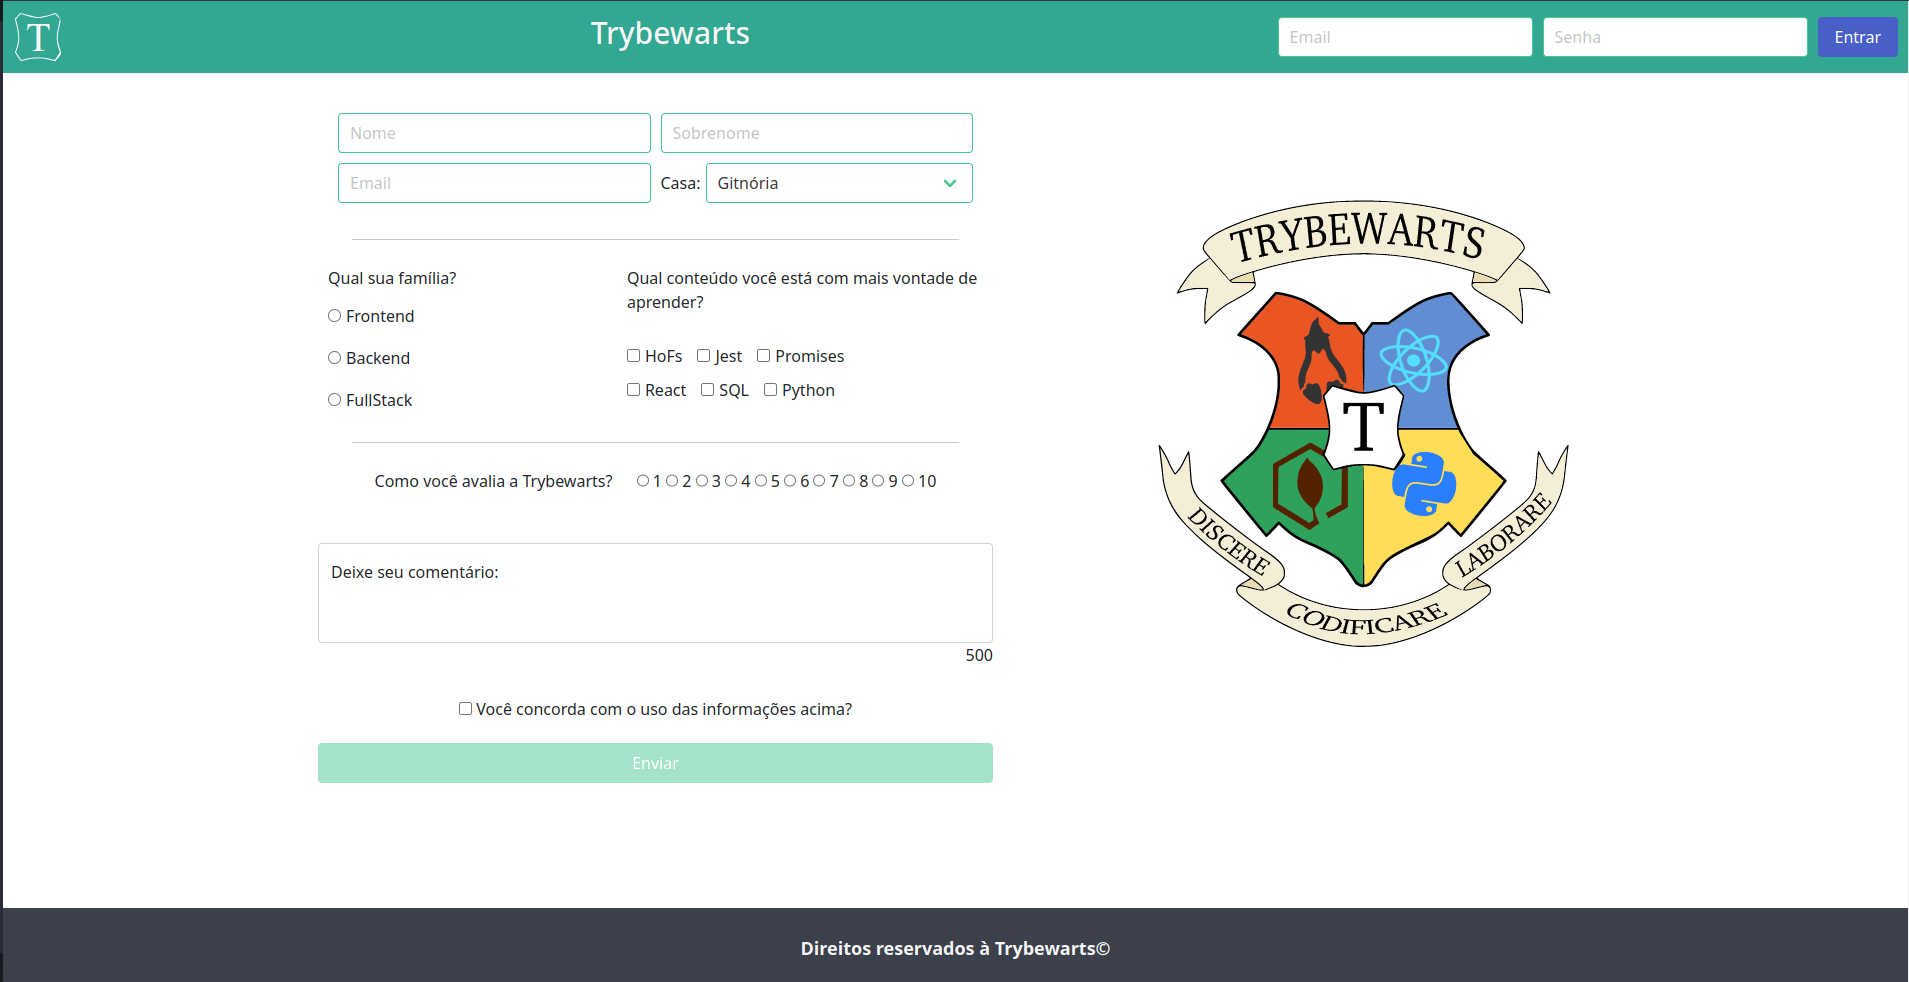 T
Trybewarts
Email
Senha
Entrar
Nome
Sobrenome
Email
Casa:
Gitnória
Qual sua família?
Frontend
Backend
FullStack
Qual conteúdo você está com mais vontade de
aprender?
HoFs Jest Promises
React SQL Python
Como você avalia a Trybewarts? 1 2 3 4 5 6 7 8 9 10
Deixe seu comentário:
500
Você concorda com o uso das informações acima?
Enviar
TRYBEWARTS
T
DISCERE
CODIFICARE
LABORARE
Direitos reservados à Trybewarts©